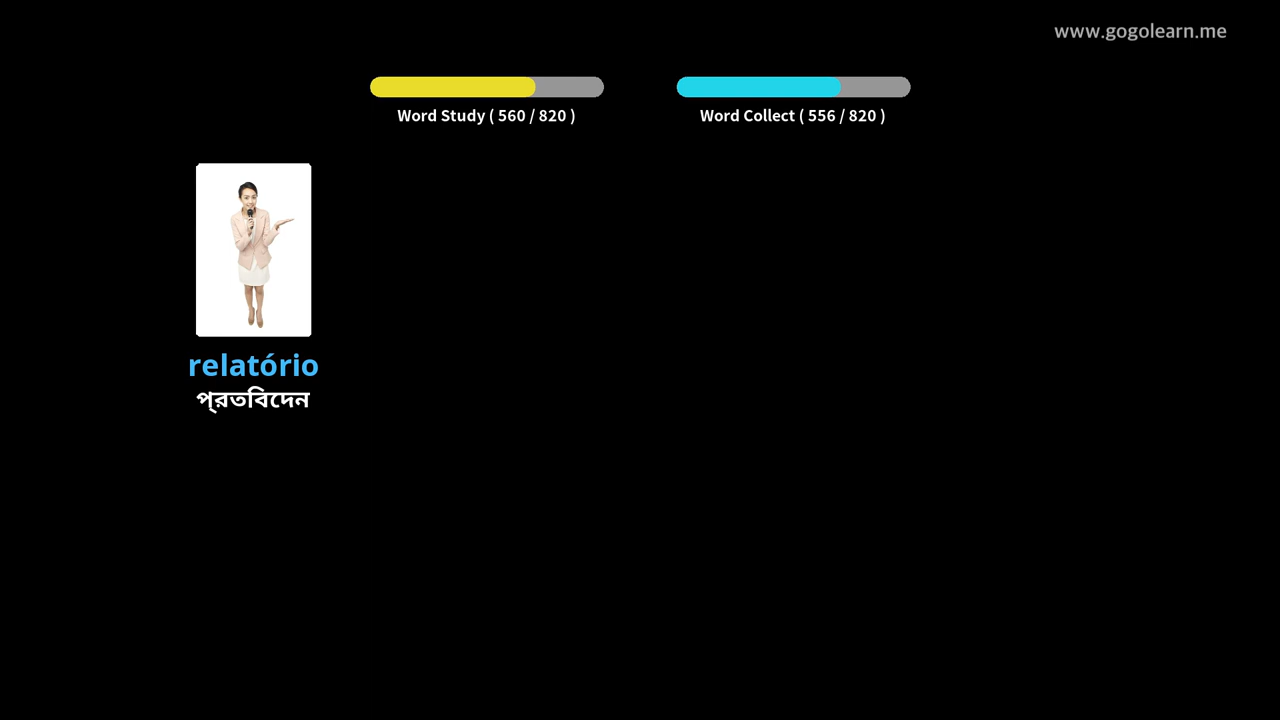 www.gogolearn.me
Word Study ( 560 / 820 )
Word Collect ( 556 / 820 )
relatório
প্রতিবেদন